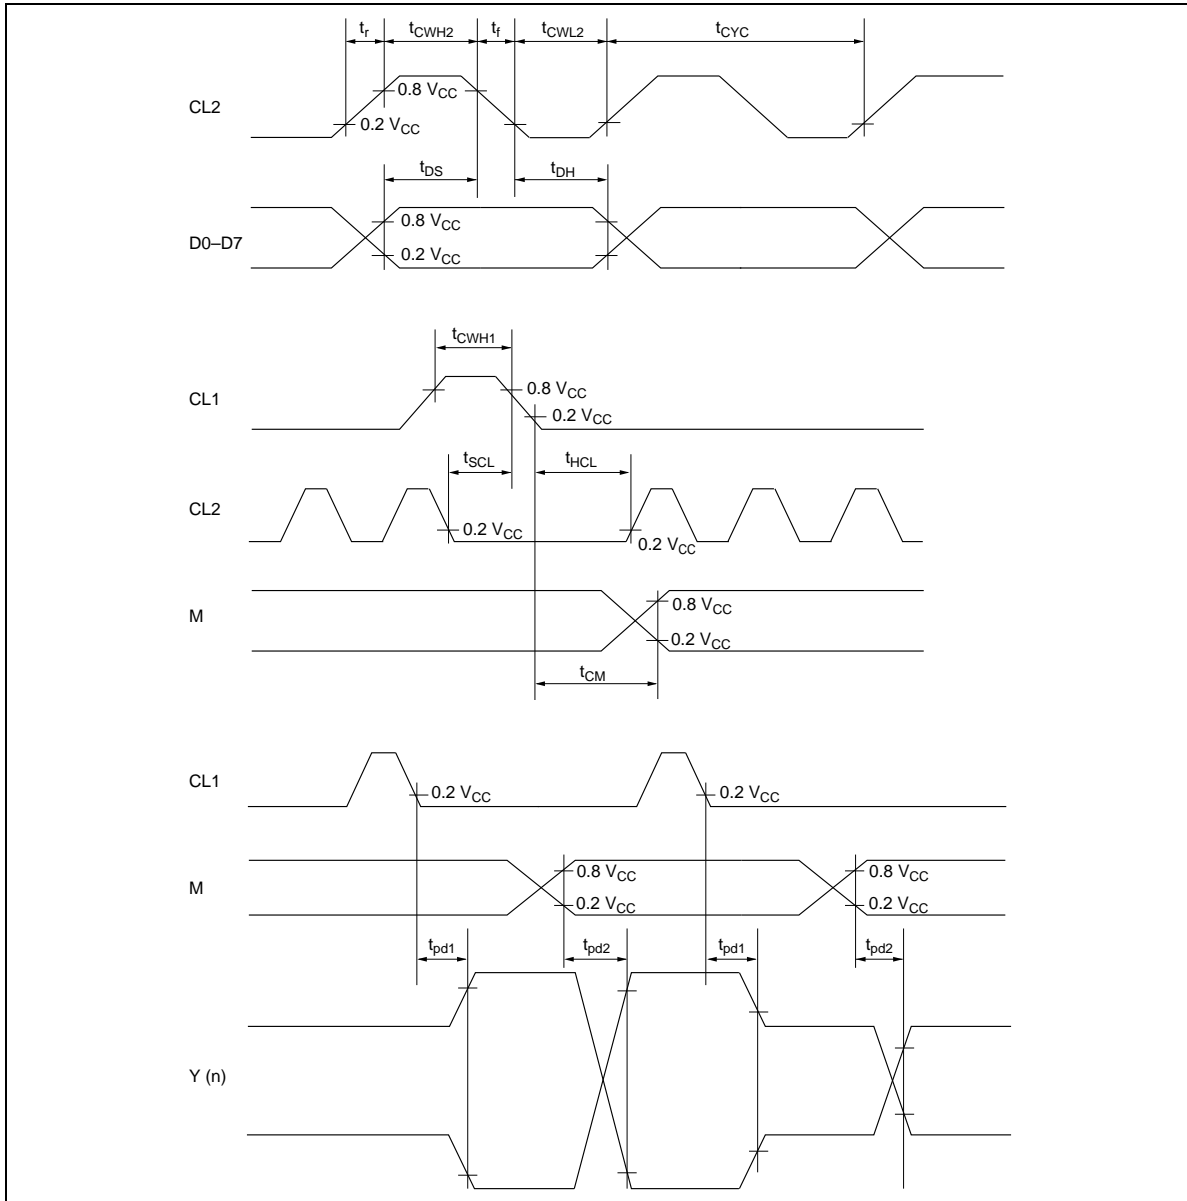 tr tCWH2 tf tCWL2 tCYC
CL2 0.8 VCC
0.2 VCC
tDS tDH
D0–D7 0.8 VCC
0.2 VCC
tCWH1
CL1 0.8 VCC
0.2 VCC
tSCL tHCL
CL2 0.2 VCC 0.2 VCC
M 0.8 VCC
0.2 VCC
tCM
CL1 0.2 VCC 0.2 VCC
M 0.8 VCC 0.8 VCC
0.2 VCC 0.2 VCC
tpd1 tpd2 tpd1 tpd2
Y (n)